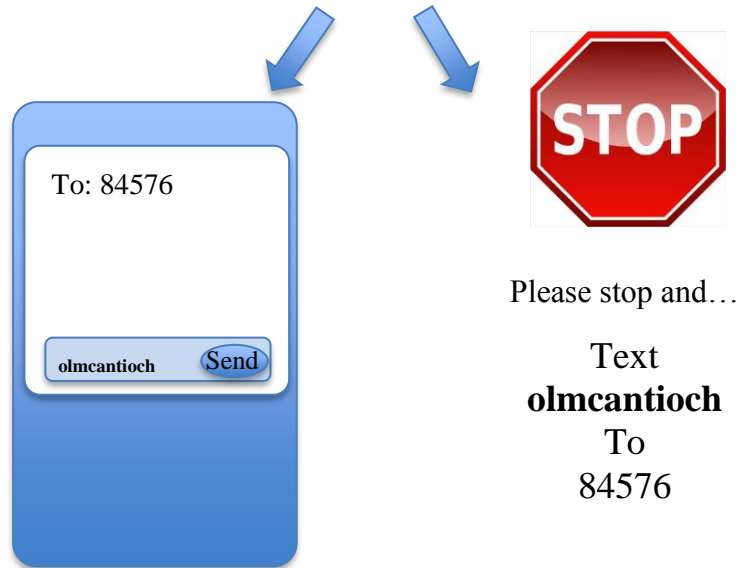 To: 84576
olmcantioch
Send
STOP
Please stop and…
Text
olmcantioch
To
84576